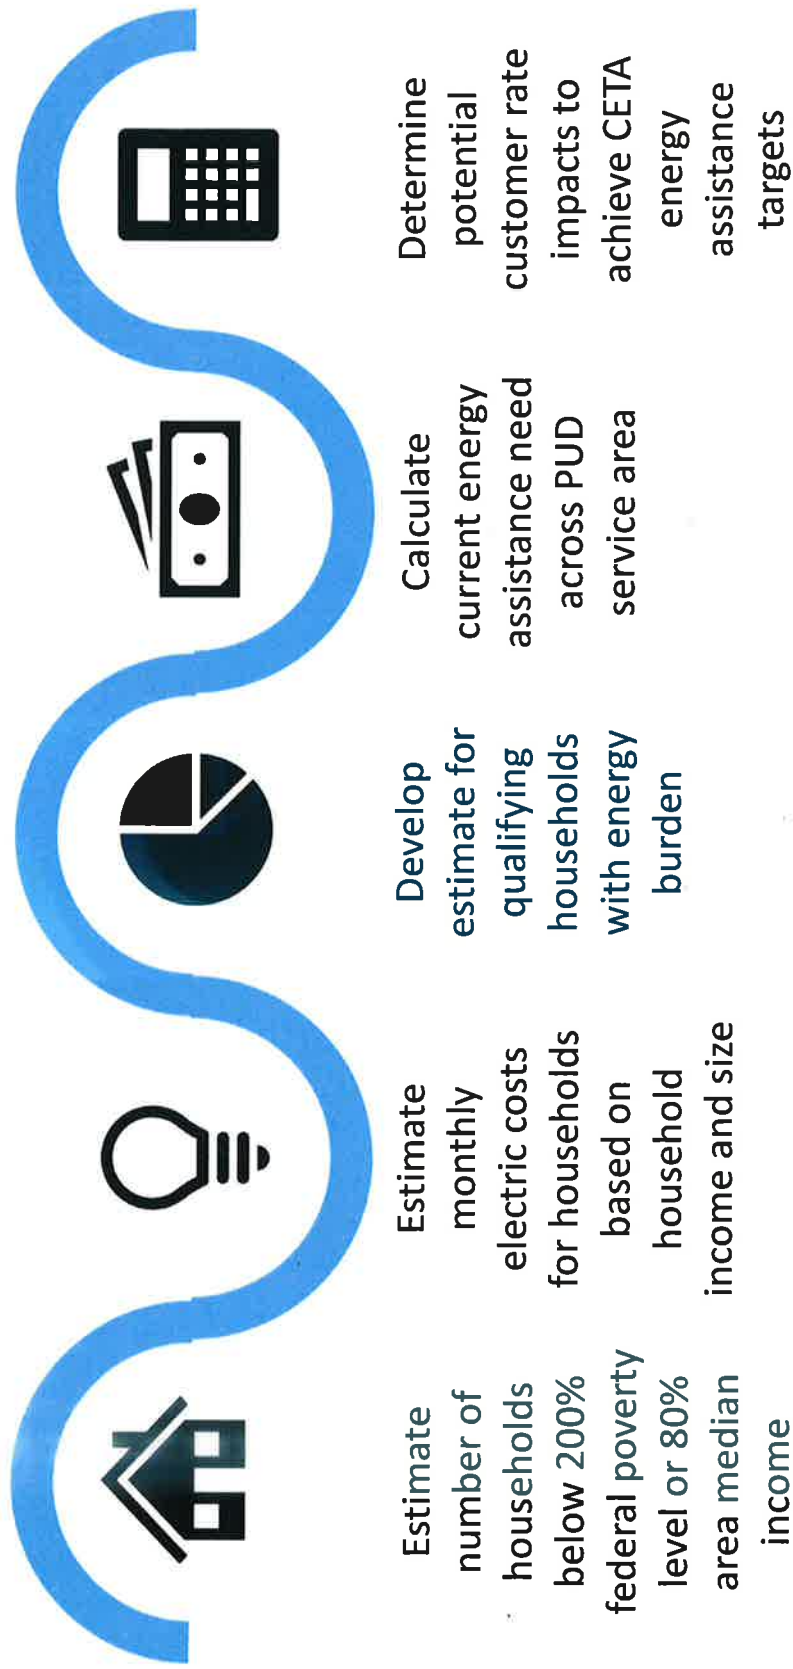 Estimate
number of
households
below 200%
federal poverty
level or 80%
area median
income
Estimate
monthly
electric costs
for households
based on
household
income and size
Develop
estimate for
qualifying
households
with energy
burden
Calculate
current energy
assistance need
across PUD
service area
Determine
potential
customer rate
impacts to
achieve CETA
energy
assistance
targets